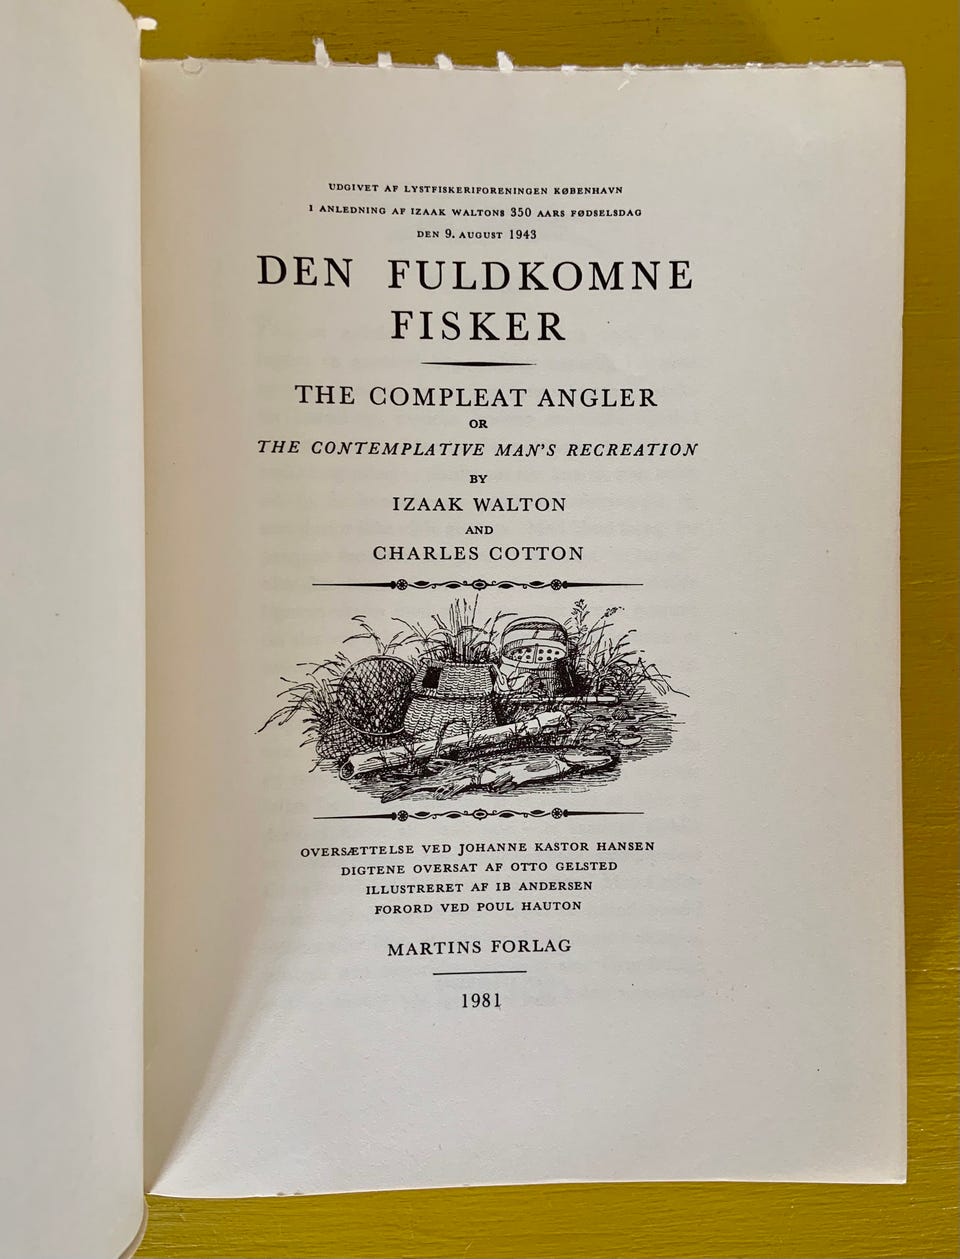 UDGIVET AF LYSTFISKERIFORENINGEN KØBENHAVN
I ANLEDNING AF IZAAK WALTONS 350 AARS FØDSELSDAG
DEN 9. AUGUST 1943
DEN FULDKOMNE
FISKER
THE COMPLEAT ANGLER
OR
THE CONTEMPLATIVE MAN'S RECREATION
BY
IZAAK WALTON
AND
CHARLES COTTON
OVERSÆTTELSE VED JOHANNE KASTOR HANSEN
DIGTENE OVERSAT AF OTTO GELSTED
ILLUSTRERET AF IB ANDERSEN
FORORD VED POUL HAUTON
MARTINS FORLAG
1981